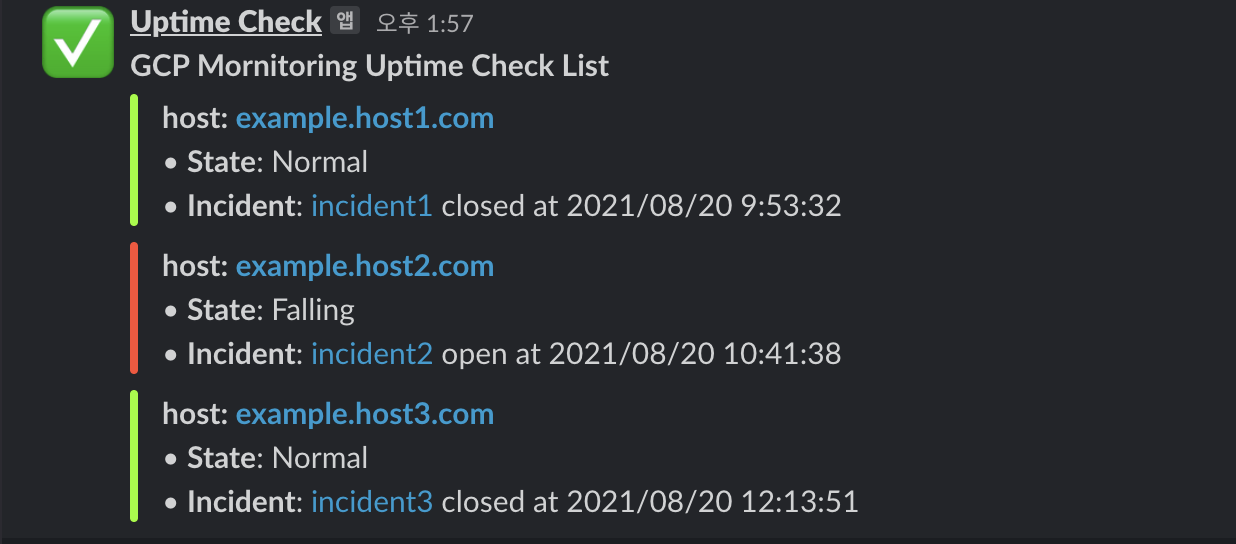 Uptime Check 앱 오후 1:57
GCP Mornitoring Uptime Check List
host: example.host1.com
• State: Normal
• Incident: incident1 closed at 2021/08/20 9:53:32
host: example.host2.com
• State: Falling
• Incident: incident2 open at 2021/08/20 10:41:38
host: example.host3.com
• State: Normal
• Incident: incident3 closed at 2021/08/20 12:13:51